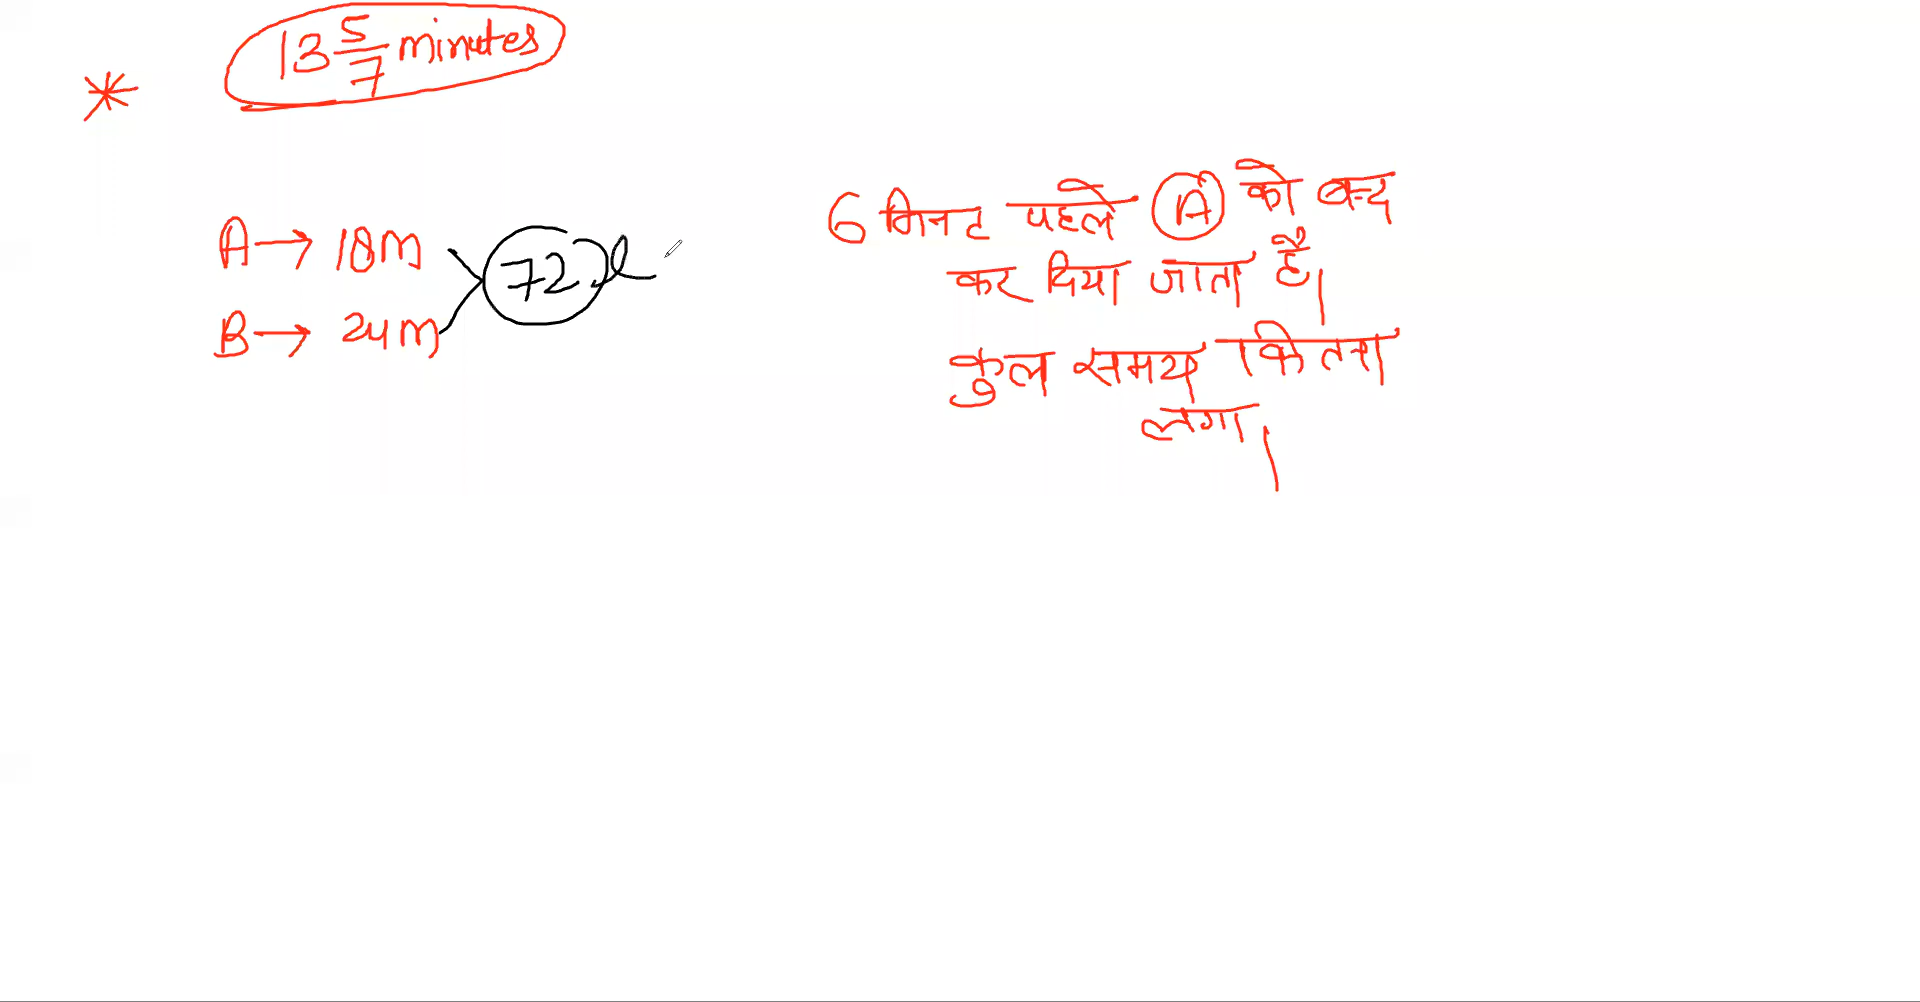 13 5/7 minutes
*
A → 18m
B → 24m
72 l
6 मिनट पहले A को बन्द
कर दिया जाता है।
कुल समय कितना
लगा।